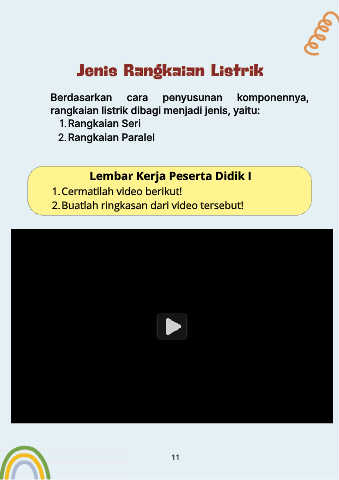 Jenis Rangkaian Listrik
Berdasarkan cara penyusunan komponennya,
rangkaian listrik dibagi menjadi jenis, yaitu:
1. Rangkaian Seri
2. Rangkaian Paralel
Lembar Kerja Peserta Didik I
1. Cermatilah video berikut!
2. Buatlah ringkasan dari video tersebut!
11